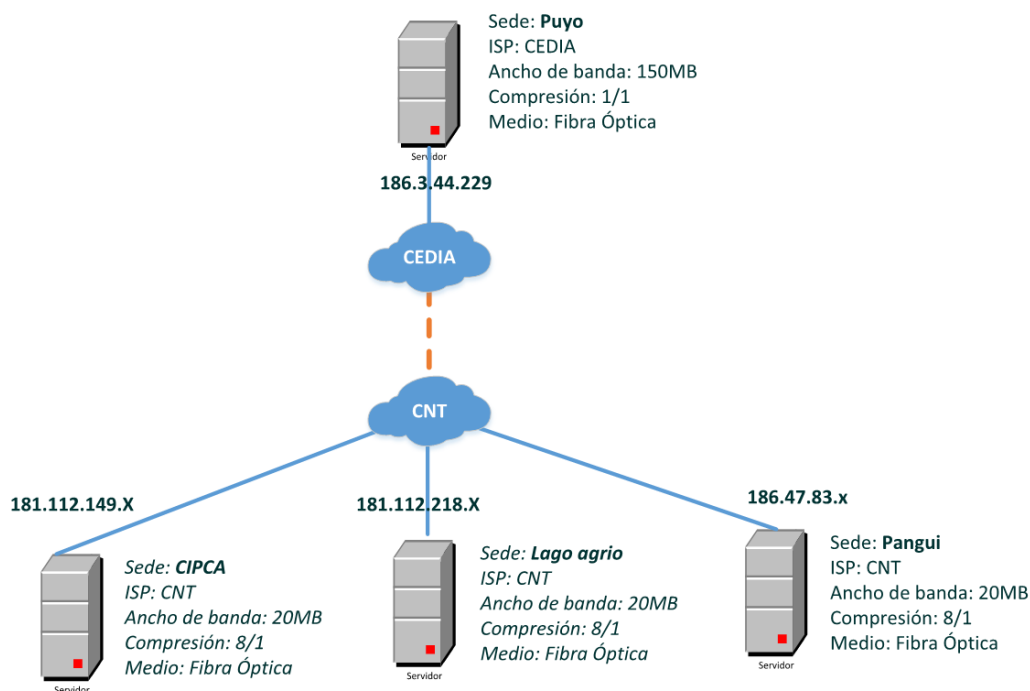 Sede: Puyo
ISP: CEDIA
Ancho de banda: 150MB
Compresión: 1/1
Medio: Fibra Óptica
Servidor
186.3.44.229
CEDIA
CNT
181.112.149.X
181.112.218.X
186.47.83.x
Sede: CIPCA
ISP: CNT
Ancho de banda: 20MB
Compresión: 8/1
Medio: Fibra Óptica
Servidor
Sede: Lago agrio
ISP: CNT
Ancho de banda: 20MB
Compresión: 8/1
Medio: Fibra Óptica
Servidor
Sede: Pangui
ISP: CNT
Ancho de banda: 20MB
Compresión: 8/1
Medio: Fibra Óptica
Servidor